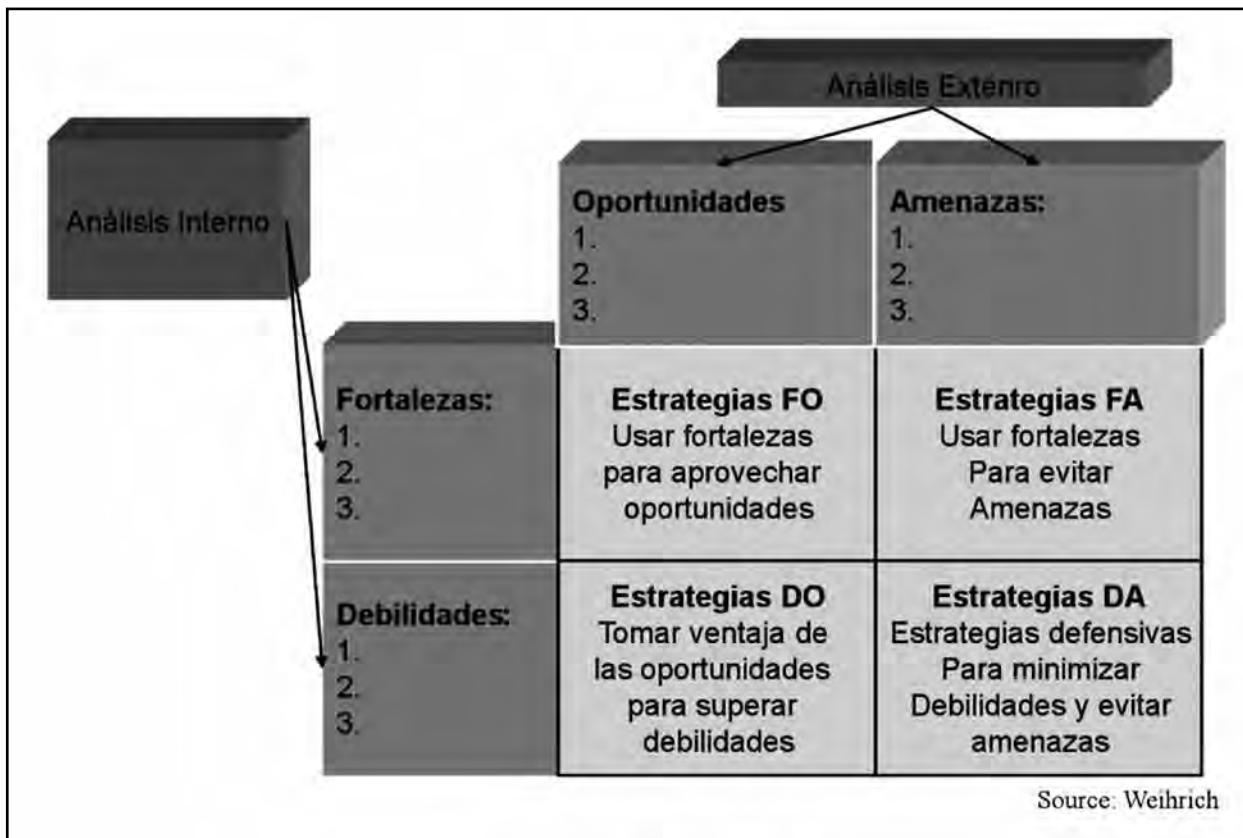 Análisis Extenro
Análisis Interno
Oportunidades
1.
2.
3.
Amenazas:
1.
2.
3.
Fortalezas:
1.
2.
3.
Estrategias FO
Usar fortalezas
para aprovechar
oportunidades
Estrategias FA
Usar fortalezas
Para evitar
Amenazas
Debilidades:
1.
2.
3.
Estrategias DO
Tomar ventaja de
las oportunidades
para superar
debilidades
Estrategias DA
Estrategias defensivas
Para minimizar
Debilidades y evitar
amenazas
Source: Weihrich